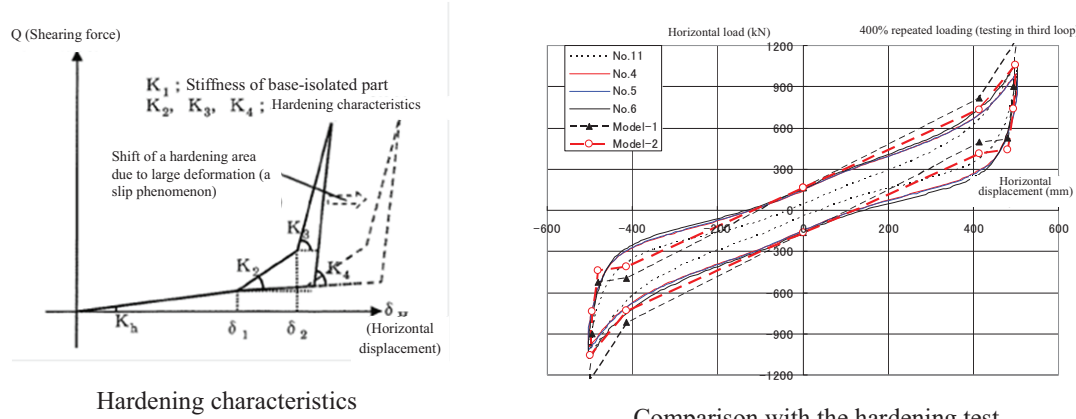 Q (Shearing force)
K₁ ; Stiffness of base-isolated part
K₂, K₃, K₄ ; Hardening characteristics
Shift of a hardening area
due to large deformation (a
slip phenomenon)
K₃
K₂
K₄
Kh
δ₁
δ₂
δ
(Horizontal
displacement)
Hardening characteristics
Horizontal load (kN)
400% repeated loading (testing in third loop
No.11
No.4
No.5
No.6
Model-1
Model-2
1200
900
600
300
0
-300
-600
-900
-1200
-600
-400
-200
0
200
400
600
Horizontal
displacement (mm)
Comparison with the hardening test